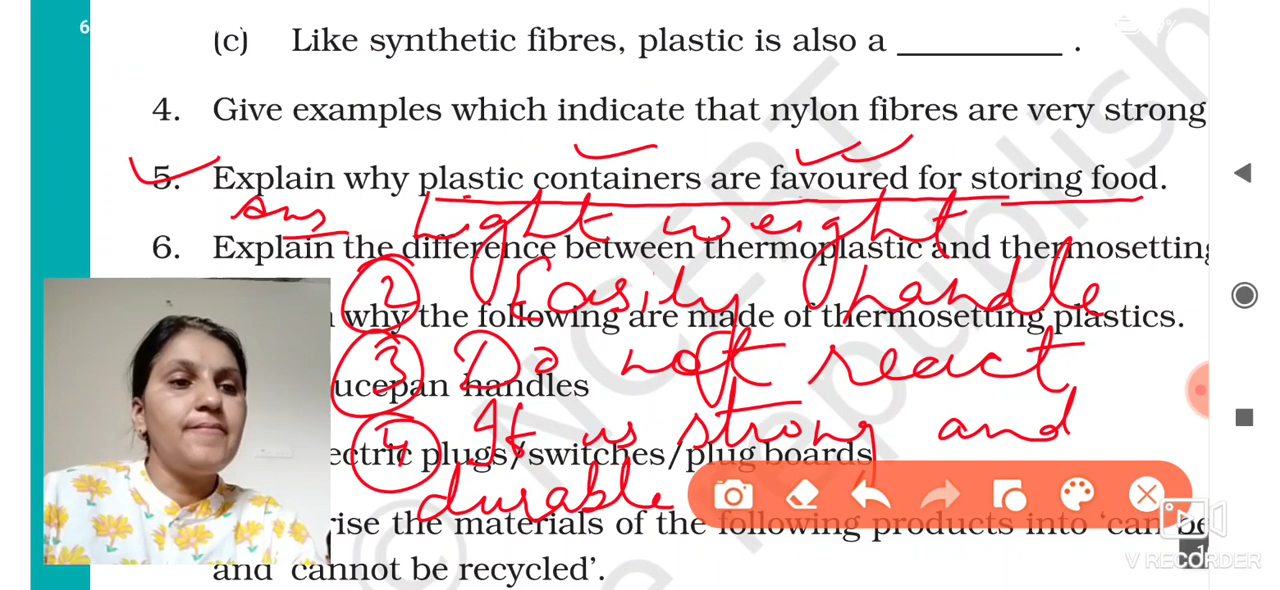 6
(c) Like synthetic fibres, plastic is also a __________ .
4. Give examples which indicate that nylon fibres are very strong
5. Explain why plastic containers are favoured for storing food.
Ans Light weight
6. Explain the difference between thermoplastic and thermosetting
② Easily handle
why the following are made of thermosetting plastics.
③ Do not react
ucepan handles
④ It is strong and
ectric plugs/switches/plug boards
durable
rise the materials of the following products into ‘can be
and cannot be recycled’.
V RECORDER
© NCERT
republish